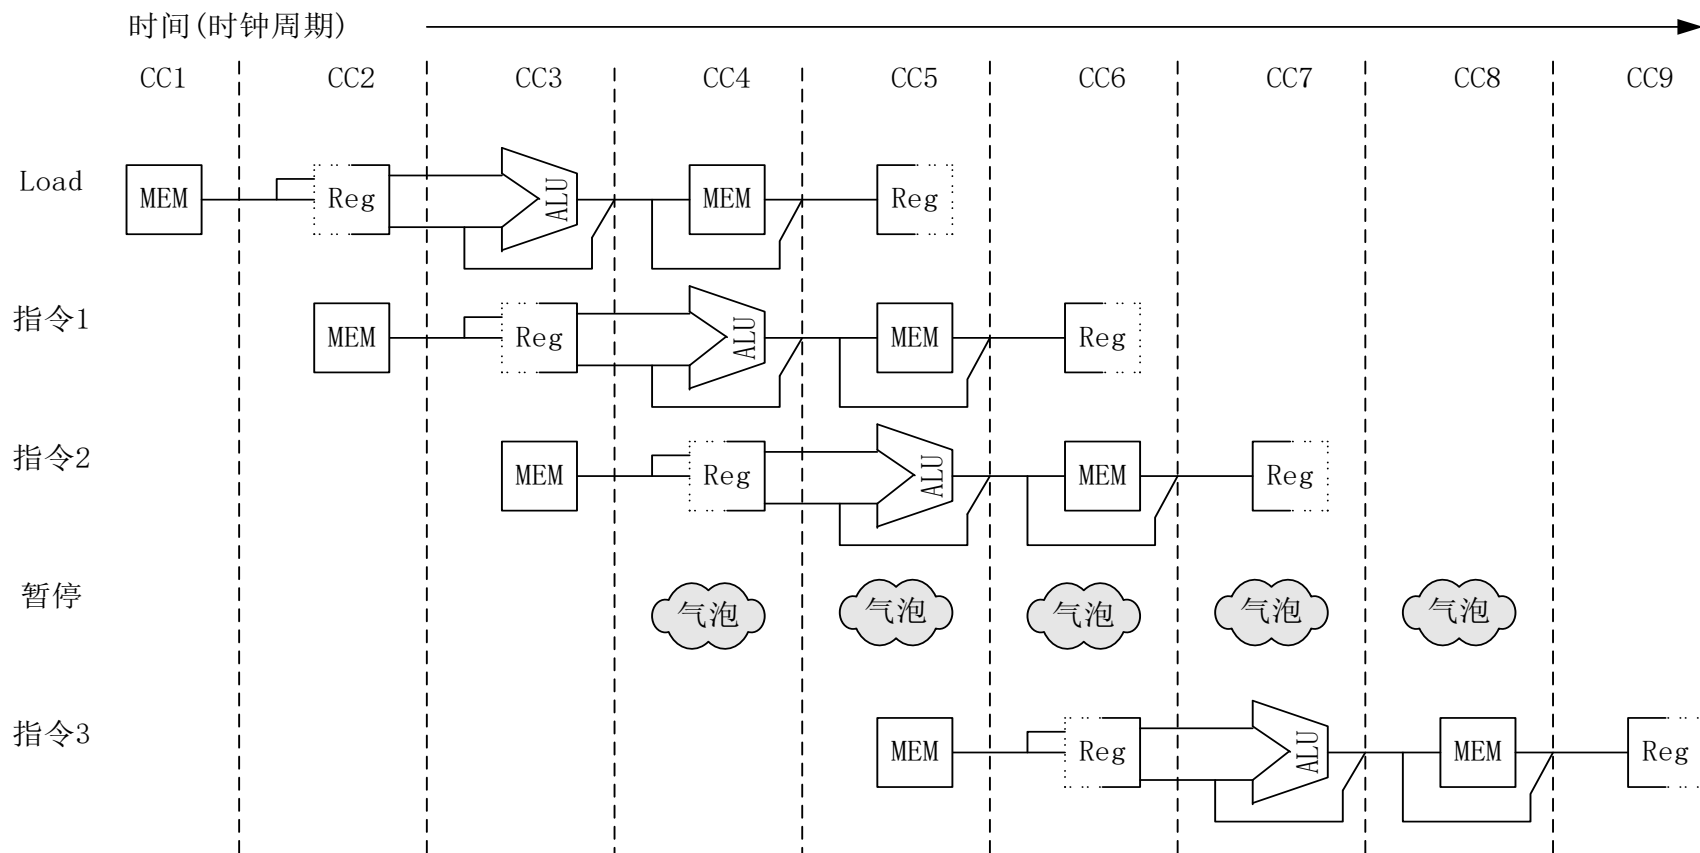 时间(时钟周期)
CC1 CC2 CC3 CC4 CC5 CC6 CC7 CC8 CC9
Load MEM Reg ALU MEM Reg
指令1 MEM Reg ALU MEM Reg
指令2 MEM Reg ALU MEM Reg
暂停 气泡 气泡 气泡 气泡 气泡
指令3 MEM Reg ALU MEM Reg